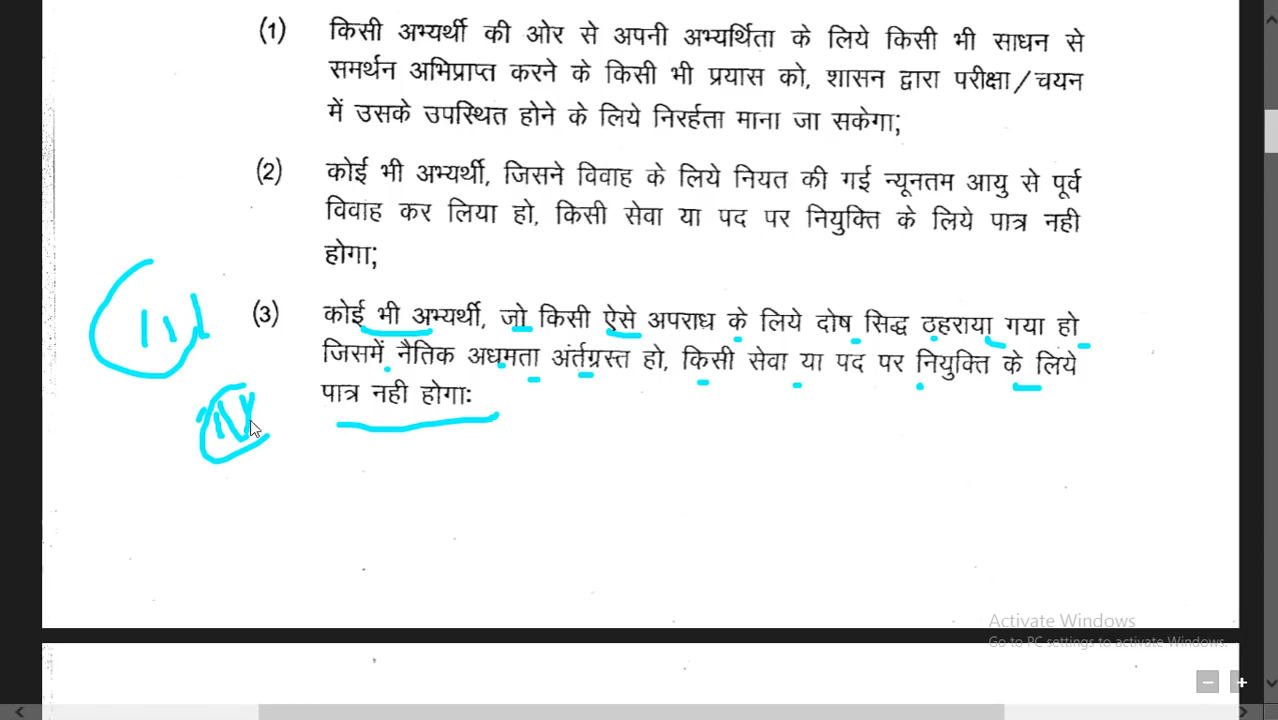 (1) किसी अभ्यर्थी की ओर से अपनी अभ्यर्थिता के लिये किसी भी साधन से
समर्थन अभिप्राप्त करने के किसी भी प्रयास को, शासन द्वारा परीक्षा/चयन
में उसके उपस्थित होने के लिये निरर्हता माना जा सकेगा;
(2) कोई भी अभ्यर्थी, जिसने विवाह के लिये नियत की गई न्यूनतम आयु से पूर्व
विवाह कर लिया हो, किसी सेवा या पद पर नियुक्ति के लिये पात्र नही
होगा;
(3) कोई भी अभ्यर्थी, जो किसी ऐसे अपराध के लिये दोष सिद्ध ठहराया गया हो
जिसमें नैतिक अधमता अंर्तग्रस्त हो, किसी सेवा या पद पर नियुक्ति के लिये
पात्र नही होगाः
Activate Windows
Go to PC settings to activate Windows.